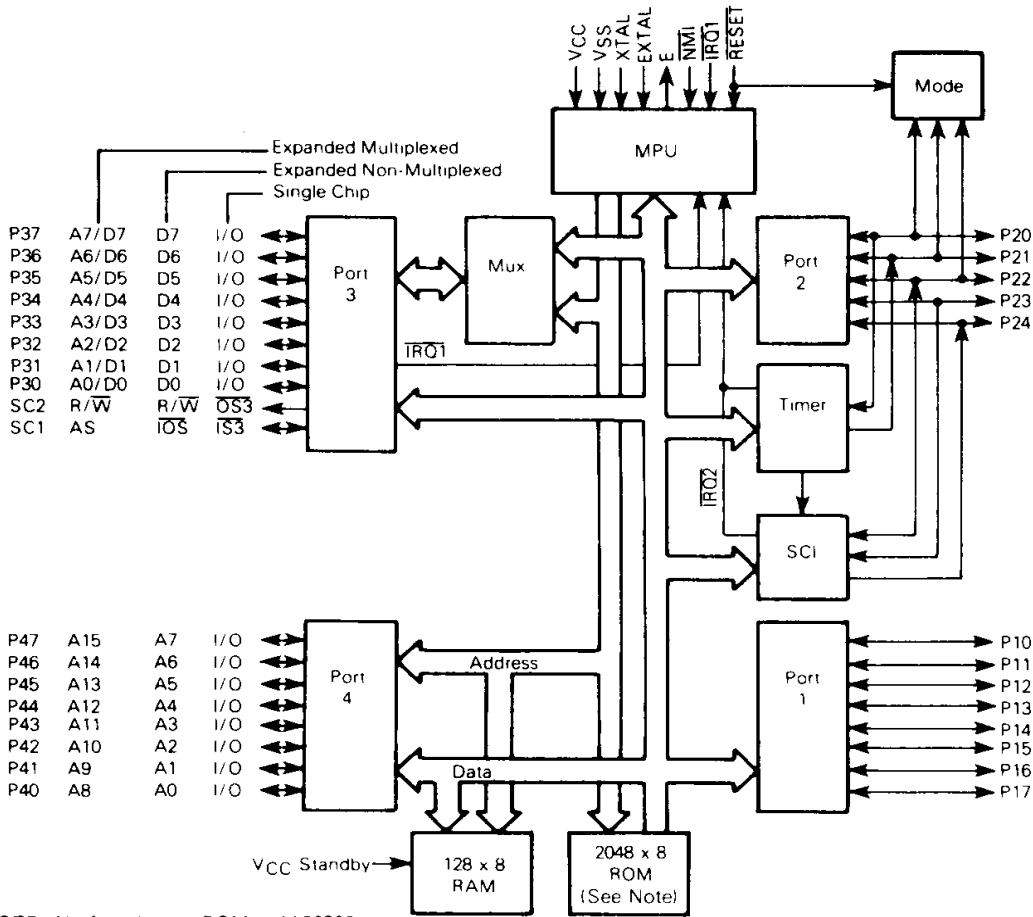 VCC
VSS
XTAL
EXTAL
E
NMI
IRQ1
RESET
Mode
MPU
Expanded Multiplexed
Expanded Non-Multiplexed
Single Chip
P37 A7/D7 D7 I/O
P36 A6/D6 D6 I/O
P35 A5/D5 D5 I/O
P34 A4/D4 D4 I/O
P33 A3/D3 D3 I/O
P32 A2/D2 D2 I/O
P31 A1/D1 D1 I/O
P30 A0/D0 D0 I/O
SC2 R/W R/W OS3
SC1 AS IOS IS3
Port
3
Mux
IRQ1
Port
2
P20
P21
P22
P23
P24
Timer
IRQ2
SCI
P47 A15 A7 I/O
P46 A14 A6 I/O
P45 A13 A5 I/O
P44 A12 A4 I/O
P43 A11 A3 I/O
P42 A10 A2 I/O
P41 A9 A1 I/O
P40 A8 A0 I/O
Port
4
Address
Data
Port
1
P10
P11
P12
P13
P14
P15
P16
P17
VCC Standby
128 x 8
RAM
2048 x 8
ROM
(See Note)